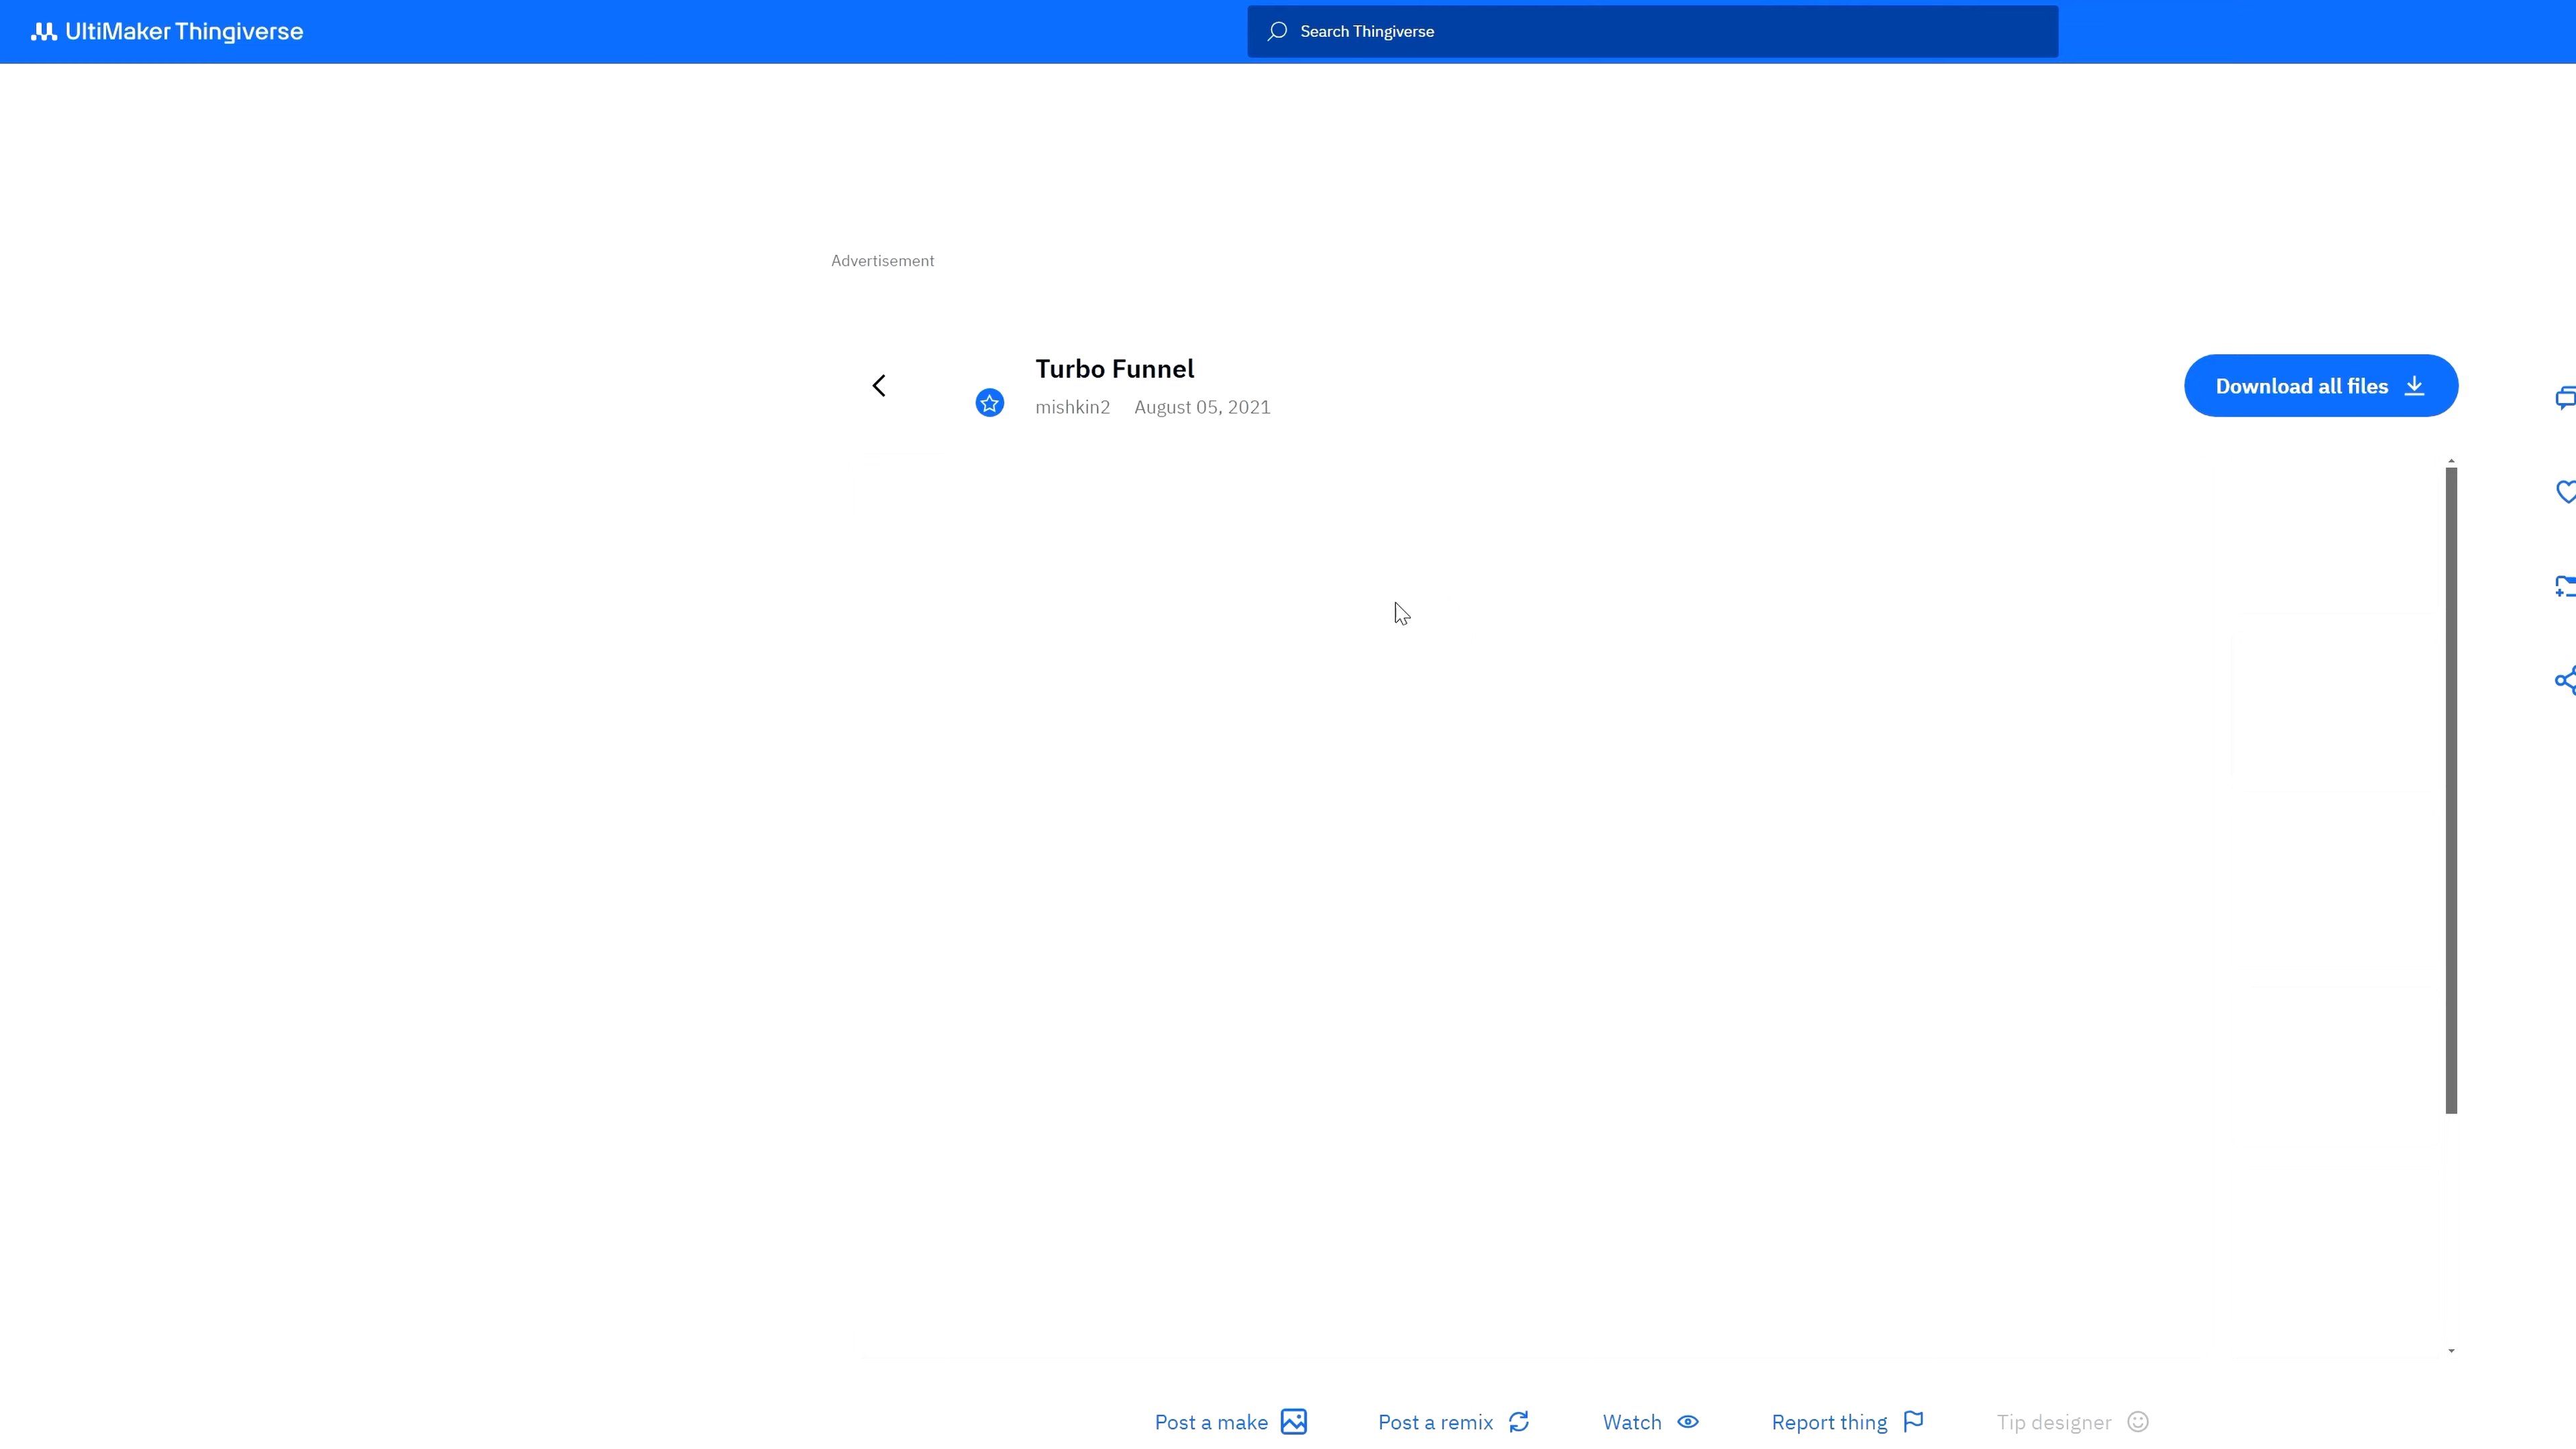 UltiMaker Thingiverse
Search Thingiverse
Advertisement
Turbo Funnel
mishkin2 August 05, 2021
Download all files
Post a make
Post a remix
Watch
Report thing
Tip designer